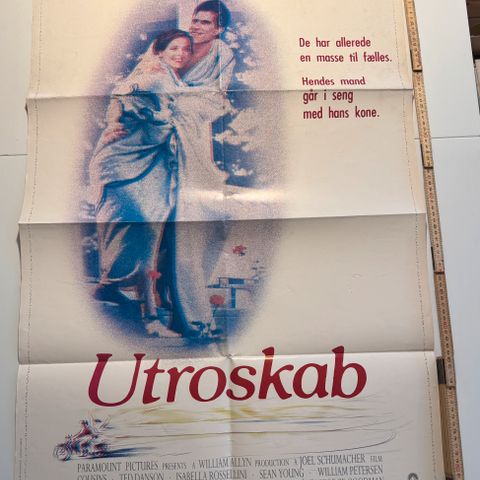 De har allerede
en masse til fælles.
Hendes mand
går i seng
med hans kone.
Utroskab
PARAMOUNT PICTURES PRESENTS A WILLIAM ALLYN PRODUCTION A JOEL SCHUMACHER FILM
COUSINS TED DANSON ISABELLA ROSSELLINI SEAN YOUNG WILLIAM PETERSEN